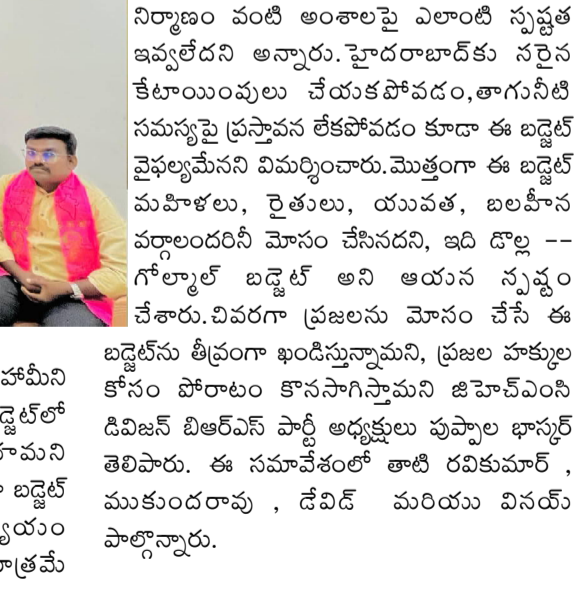 నిర్మాణం వంటి అంశాలపై ఎలాంటి స్పష్టత
ఇవ్వలేదని అన్నారు.హైదరాబాద్‌కు నరైన
కేటాయింవులు చేయకపోవడం,తాగునీటి
సమస్యపై ప్రస్తావన లేకపోవడం కూడా ఈ బడ్జెట్
వైఫల్యమేనని విమర్శించారు.మొత్తంగా ఈ బడ్జెట్
మహిళలు, రైతులు, యువత, బలహీన
వర్గాలందరినీ మోసం చేసినదని, ఇది డొల్ల --
గోల్మాల్ బడ్జెట్ అని ఆయన న్పష్టం
చేశారు.చివరగా ప్రజలను మోసం చేసే ఈ
బడ్జెట్‌ను తీవ్రంగా ఖండిస్తున్నామని, ప్రజల హక్కుల
కోసం పోరాటం కొనసాగిస్తామని జిహెచ్ఎంసి
డివిజన్ బిఆర్ఎస్ పార్టీ అధ్యక్షులు పుప్పాల భాస్కర్
తెలిపారు. ఈ సమావేశంలో తాటి రవికుమార్ ,
ముకుందరావు , డేవిడ్ మరియు వినయ్
పాల్గొన్నారు.
హామీని
బడ్జెట్